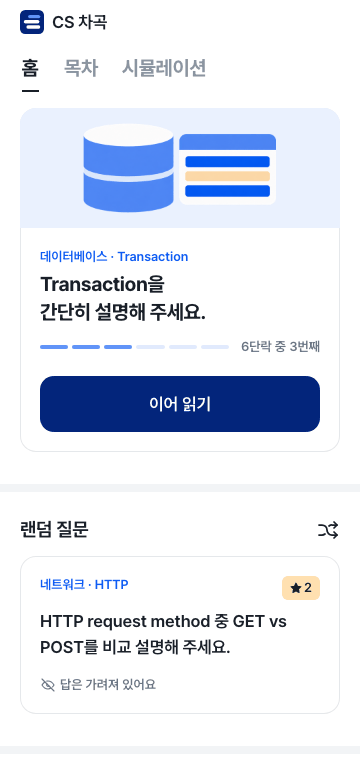 CS 차곡
홈 목차 시뮬레이션
데이터베이스 · Transaction
Transaction을
간단히 설명해 주세요.
6단락 중 3번째
이어 읽기
랜덤 질문
네트워크 · HTTP
★2
HTTP request method 중 GET vs
POST를 비교 설명해 주세요.
답은 가려져 있어요